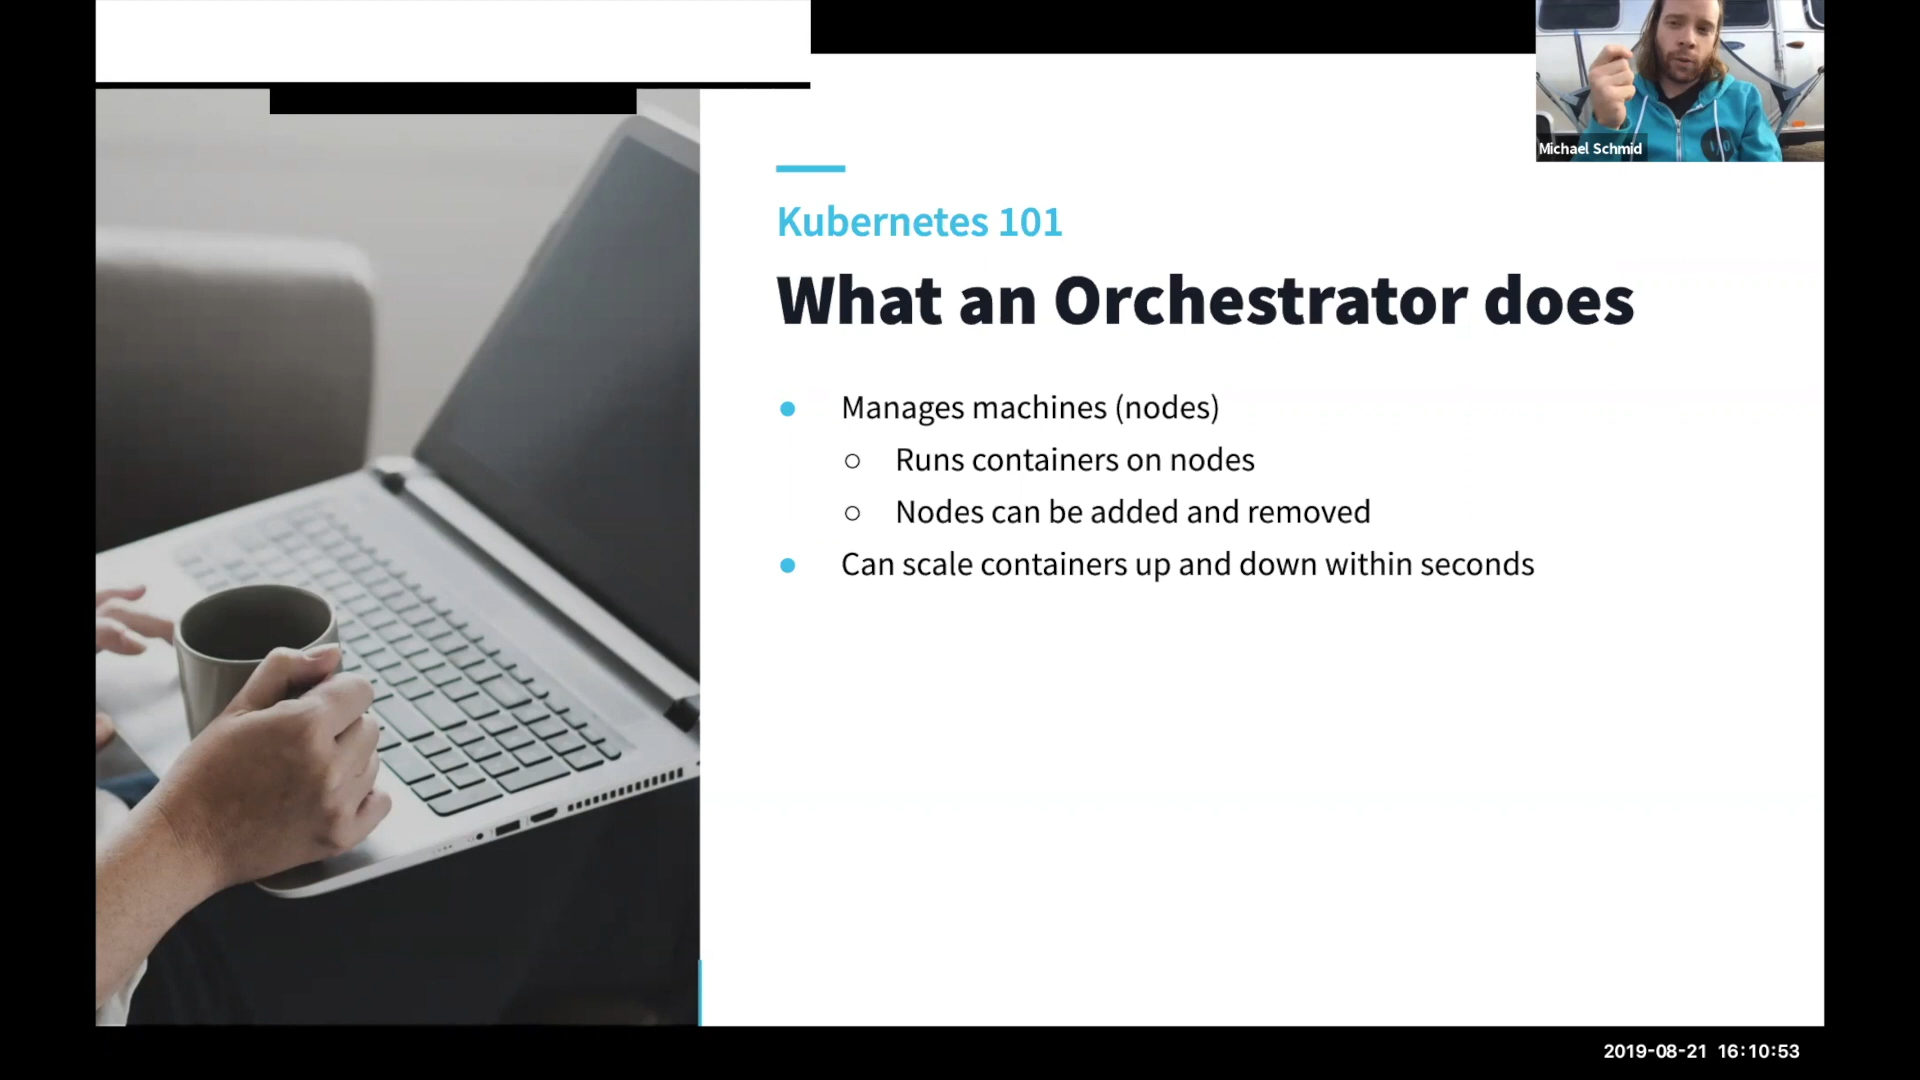 Michael Schmid
Kubernetes 101
What an Orchestrator does
● Manages machines (nodes)
○ Runs containers on nodes
○ Nodes can be added and removed
● Can scale containers up and down within seconds
2019-08-21 16:10:53